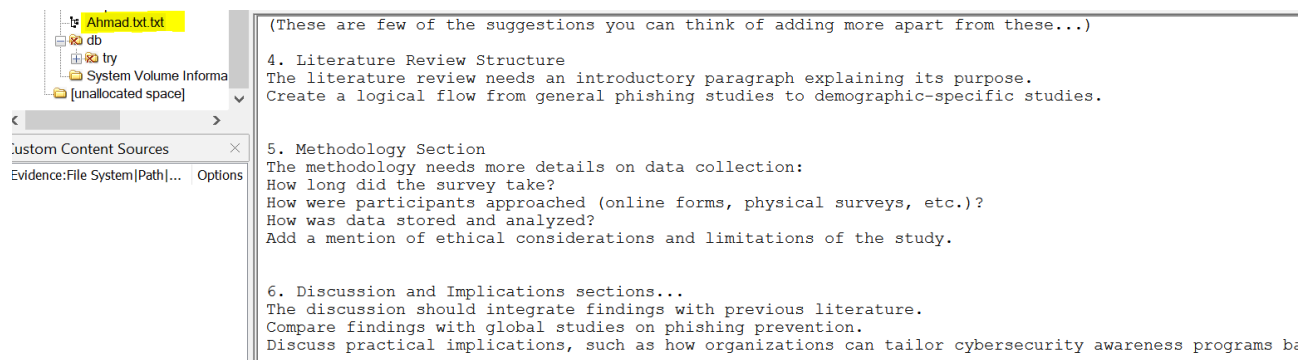 Ahmad.txt.txt
db
try
System Volume Informa
[unallocated space]
Custom Content Sources
Evidence:File System|Path|... Options
(These are few of the suggestions you can think of adding more apart from these...)
4. Literature Review Structure
The literature review needs an introductory paragraph explaining its purpose.
Create a logical flow from general phishing studies to demographic-specific studies.
5. Methodology Section
The methodology needs more details on data collection:
How long did the survey take?
How were participants approached (online forms, physical surveys, etc.)?
How was data stored and analyzed?
Add a mention of ethical considerations and limitations of the study.
6. Discussion and Implications sections...
The discussion should integrate findings with previous literature.
Compare findings with global studies on phishing prevention.
Discuss practical implications, such as how organizations can tailor cybersecurity awareness programs ba